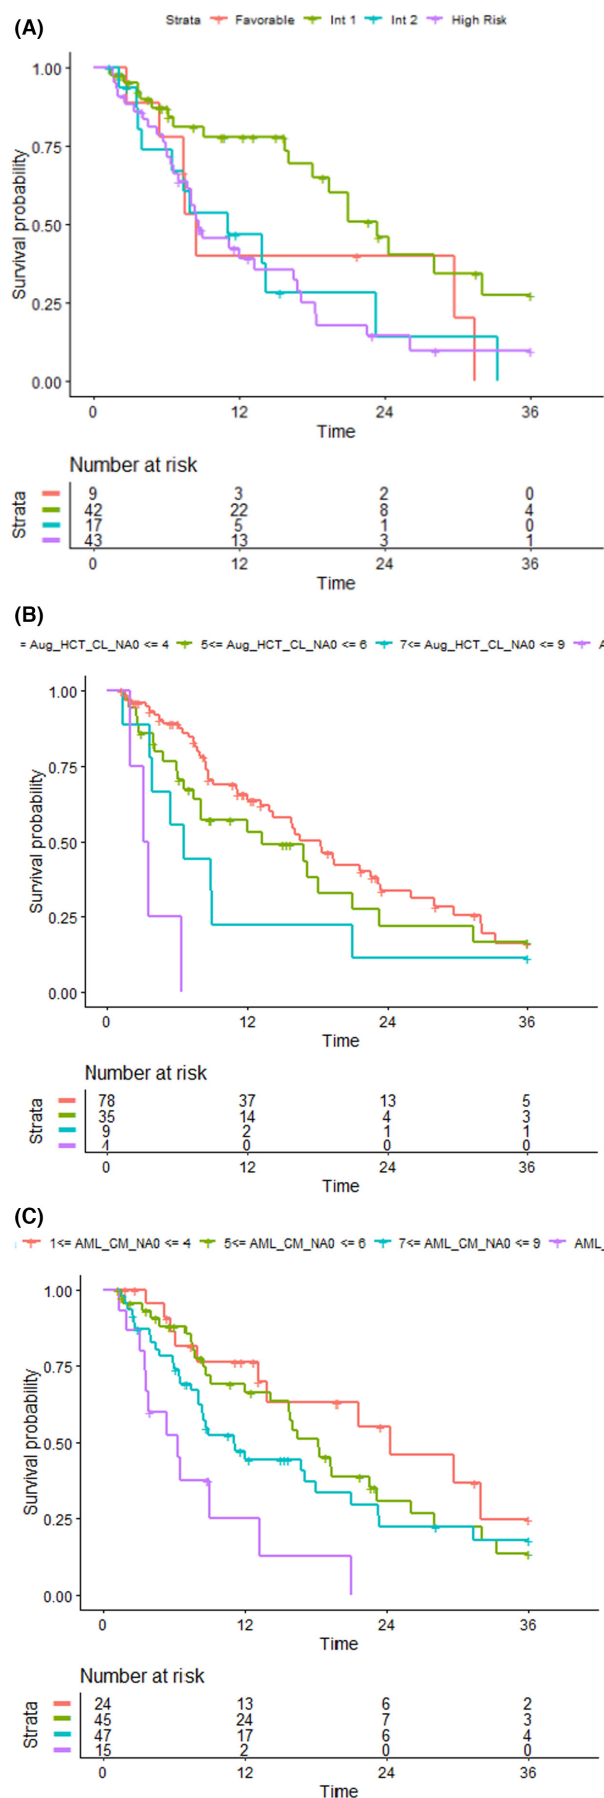 (A)
Strata Favorable Int 1 Int 2 High Risk
1.00
0.75
0.50
0.25
0.00
Survival probability
0 12 24 36
Time
Number at risk
Strata
9 3 2 0
42 22 8 4
17 5 1 0
43 13 3 1
0 12 24 36
Time
(B)
= Aug_HCT_CL_NA0 <= 4 5<= Aug_HCT_CL_NA0 <= 6 7<= Aug_HCT_CL_NA0 <= 9
1.00
0.75
0.50
0.25
0.00
Survival probability
0 12 24 36
Time
Number at risk
Strata
78 37 13 5
35 14 4 3
9 2 1 1
4 0 0 0
0 12 24 36
Time
(C)
1<= AML_CM_NA0 <= 4 5<= AML_CM_NA0 <= 6 7<= AML_CM_NA0 <= 9 AML_
1.00
0.75
0.50
0.25
0.00
Survival probability
0 12 24 36
Time
Number at risk
Strata
24 13 6 2
45 24 7 3
47 17 6 4
15 2 0 0
0 12 24 36
Time